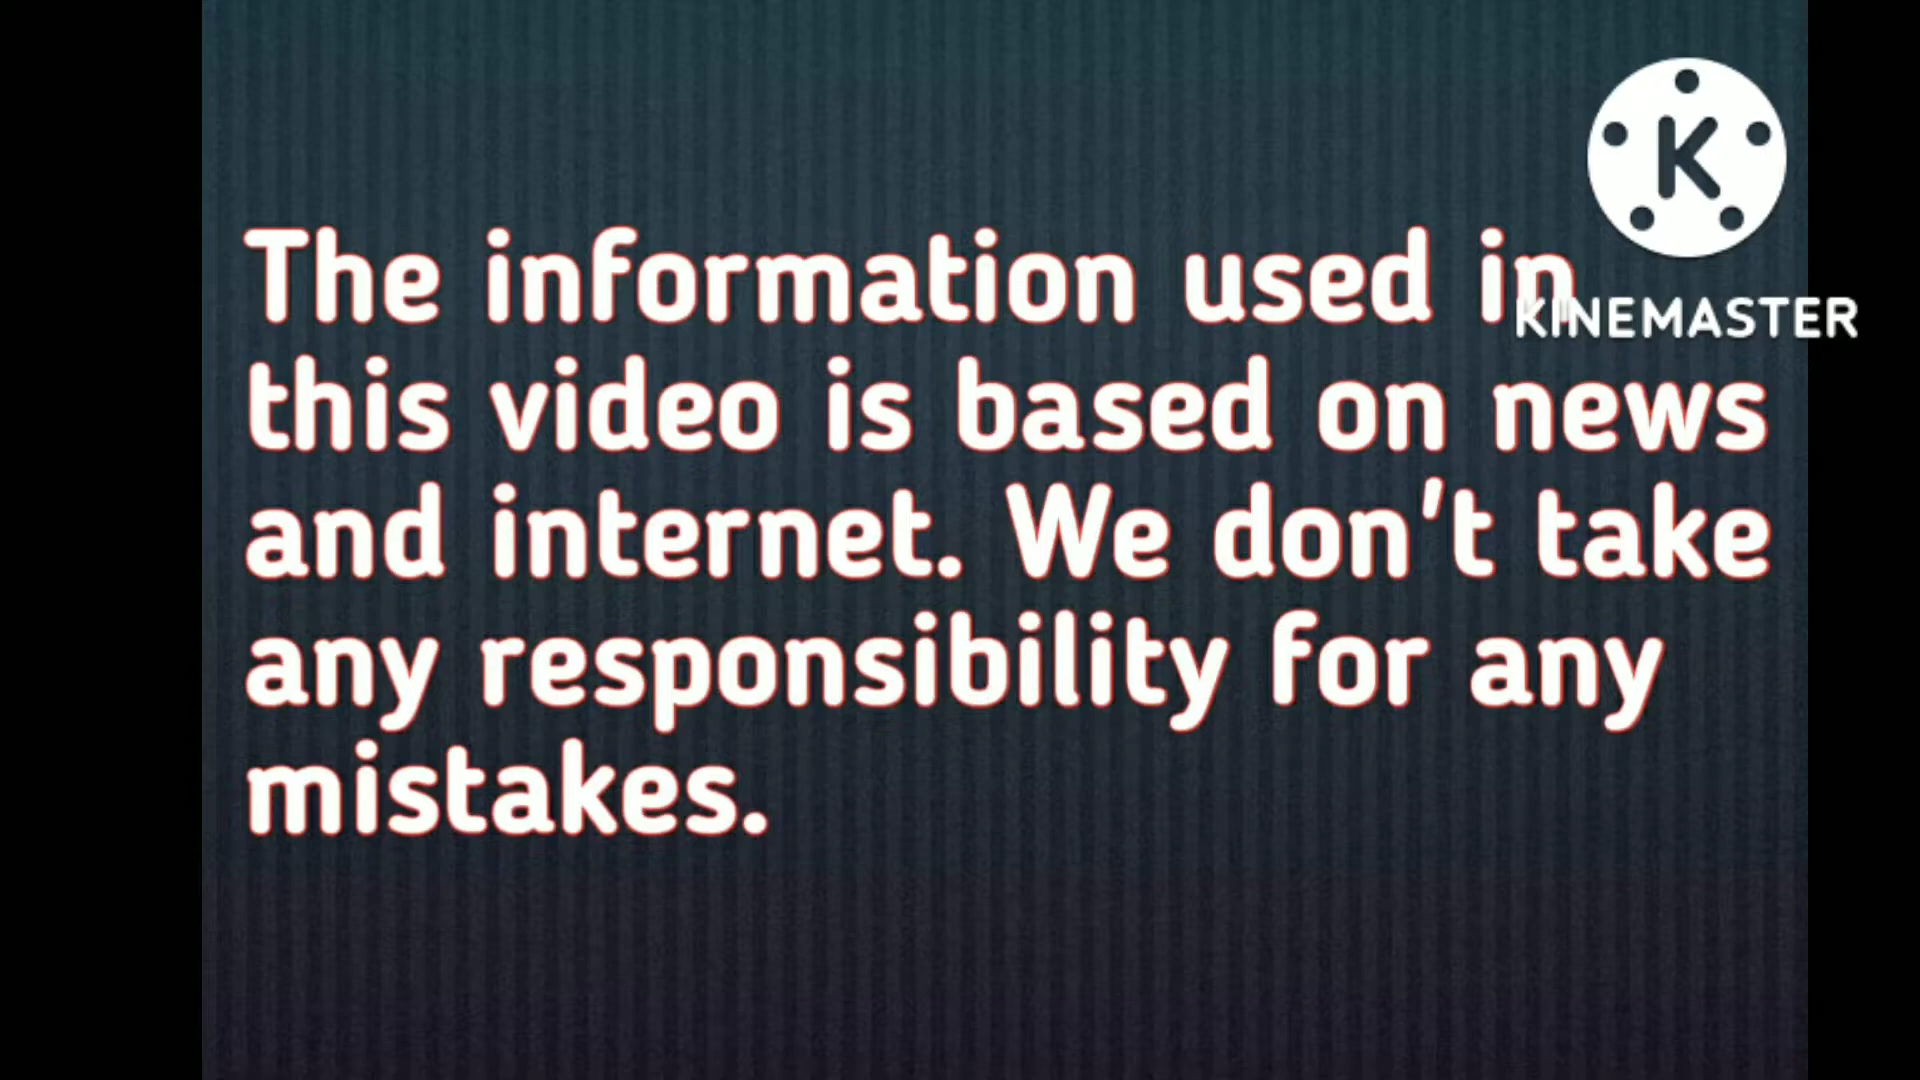 The information used in
this video is based on news
and internet. We don't take
any responsibility for any
mistakes.
K
KINEMASTER